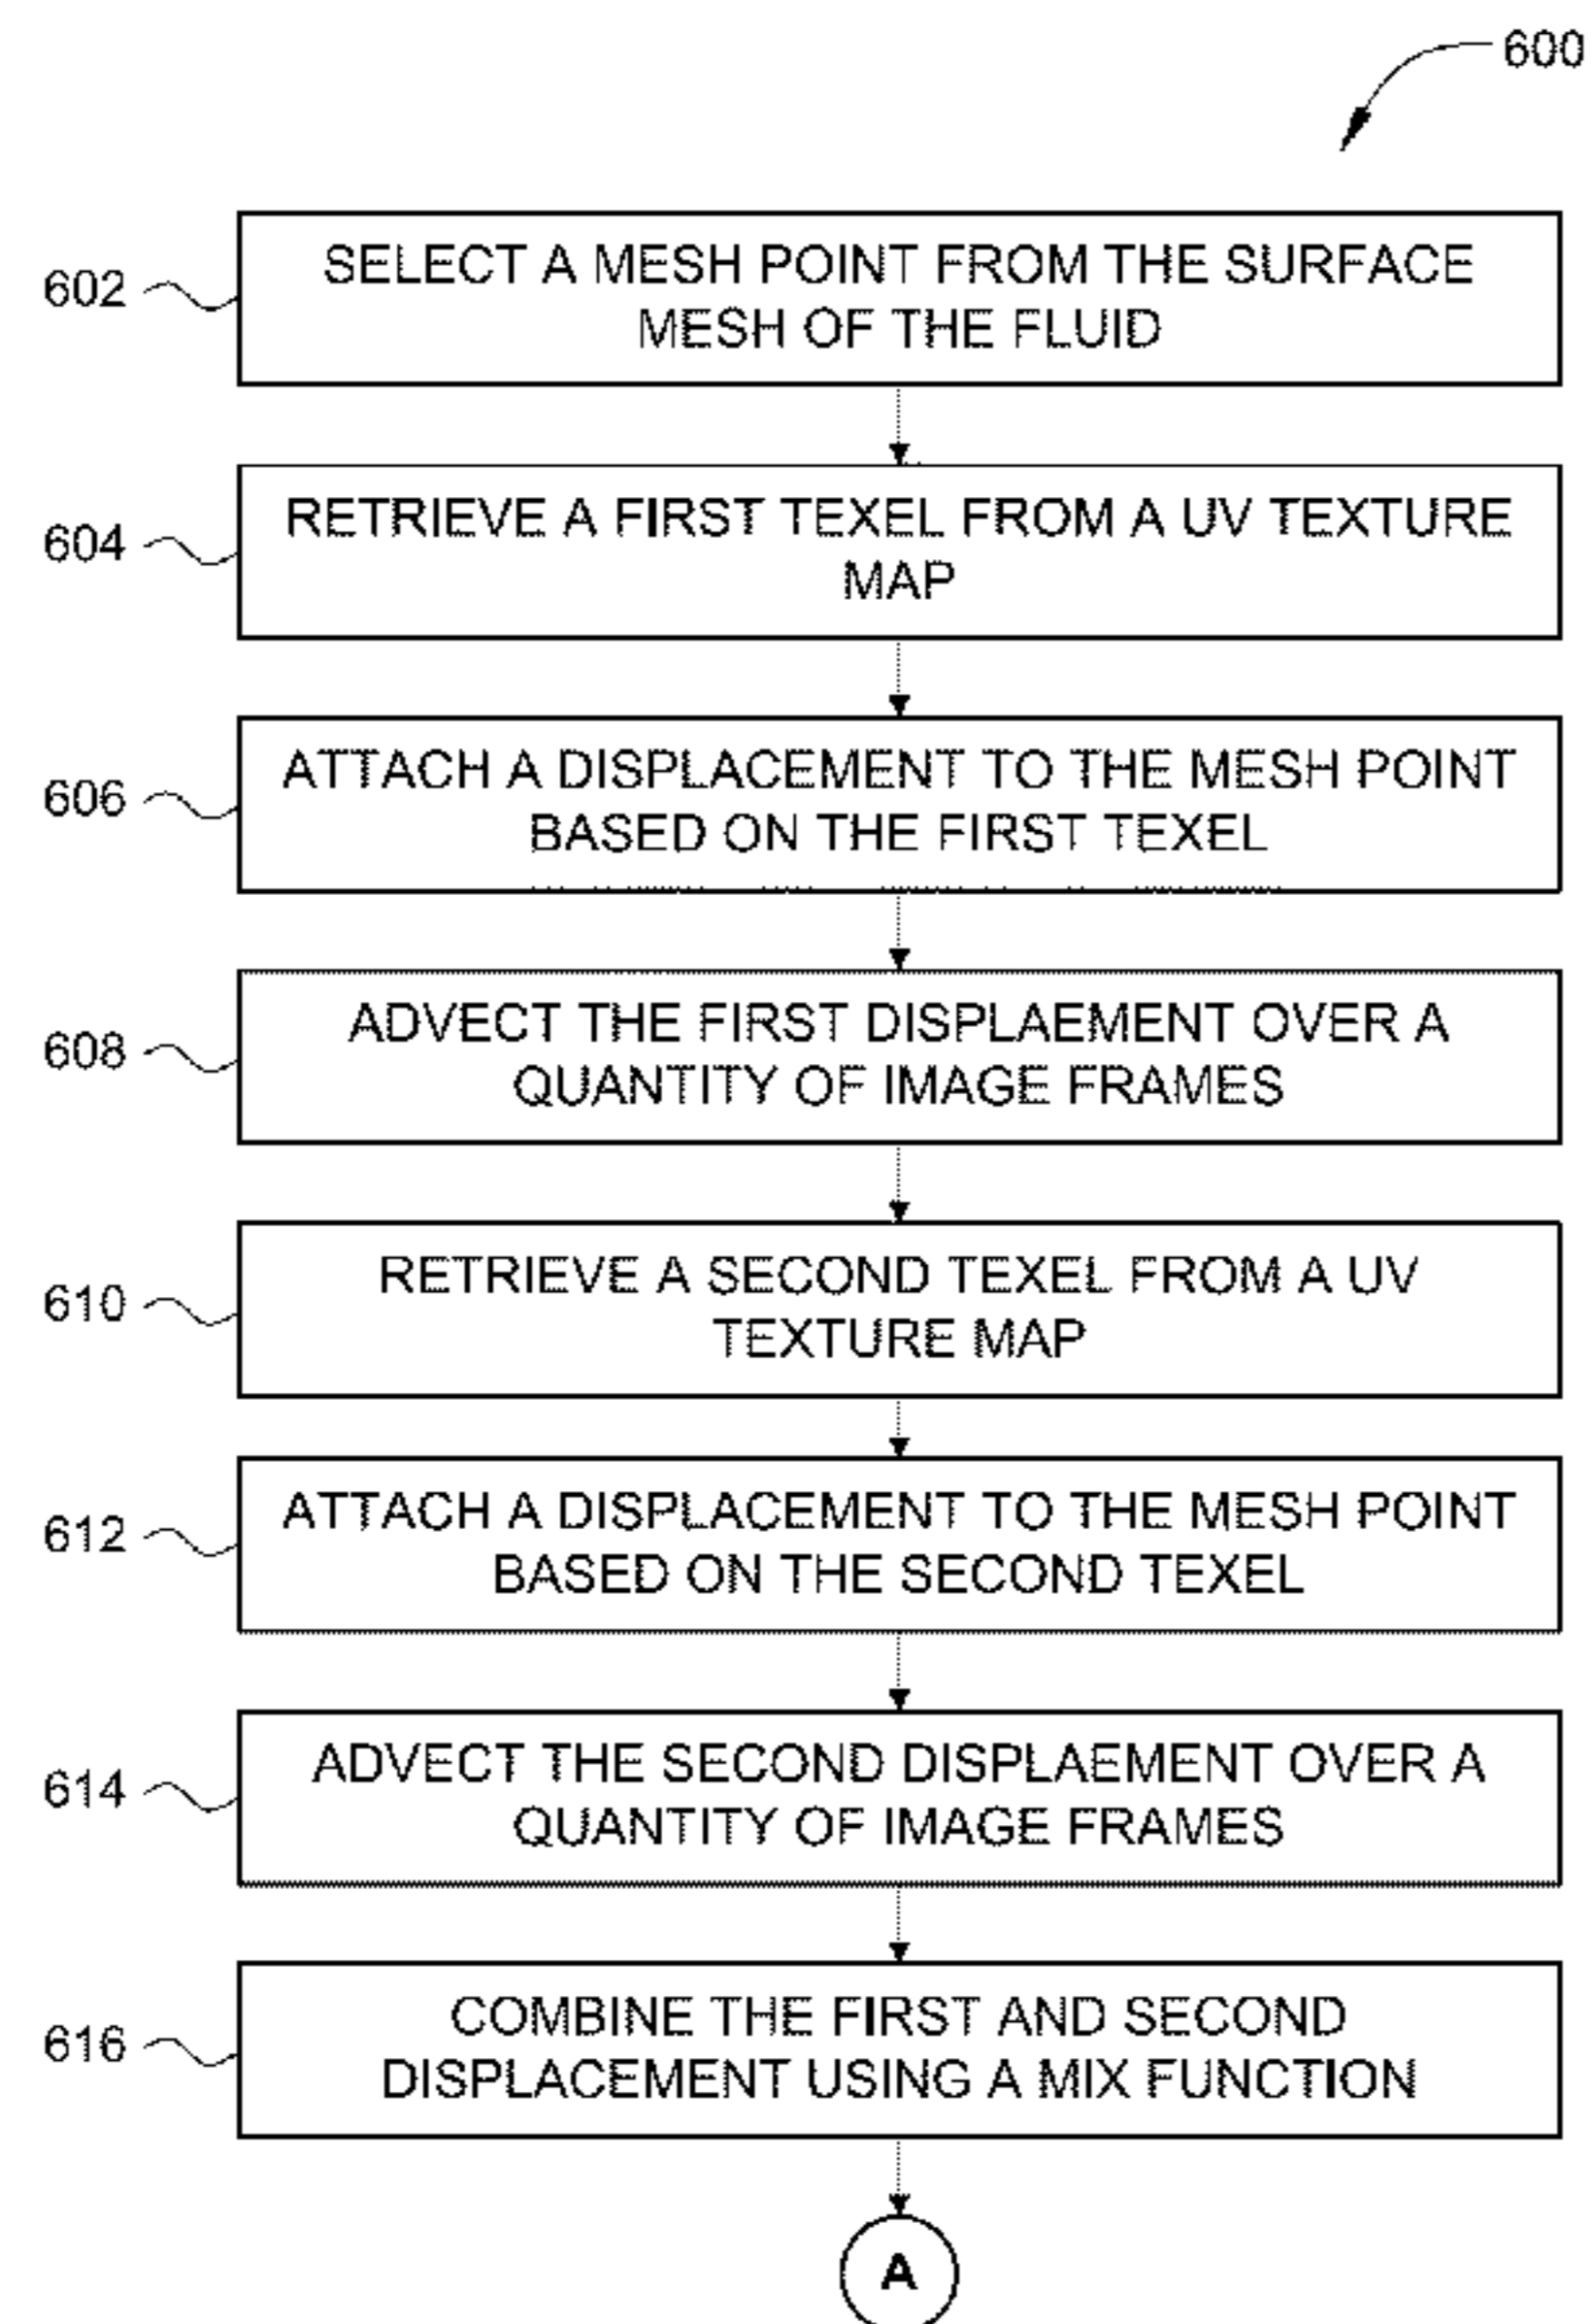 600
602
SELECT A MESH POINT FROM THE SURFACE
MESH OF THE FLUID
604
RETRIEVE A FIRST TEXEL FROM A UV TEXTURE
MAP
606
ATTACH A DISPLACEMENT TO THE MESH POINT
BASED ON THE FIRST TEXEL
608
ADVECT THE FIRST DISPLAEMENT OVER A
QUANTITY OF IMAGE FRAMES
610
RETRIEVE A SECOND TEXEL FROM A UV
TEXTURE MAP
612
ATTACH A DISPLACEMENT TO THE MESH POINT
BASED ON THE SECOND TEXEL
614
ADVECT THE SECOND DISPLAEMENT OVER A
QUANTITY OF IMAGE FRAMES
616
COMBINE THE FIRST AND SECOND
DISPLACEMENT USING A MIX FUNCTION
A